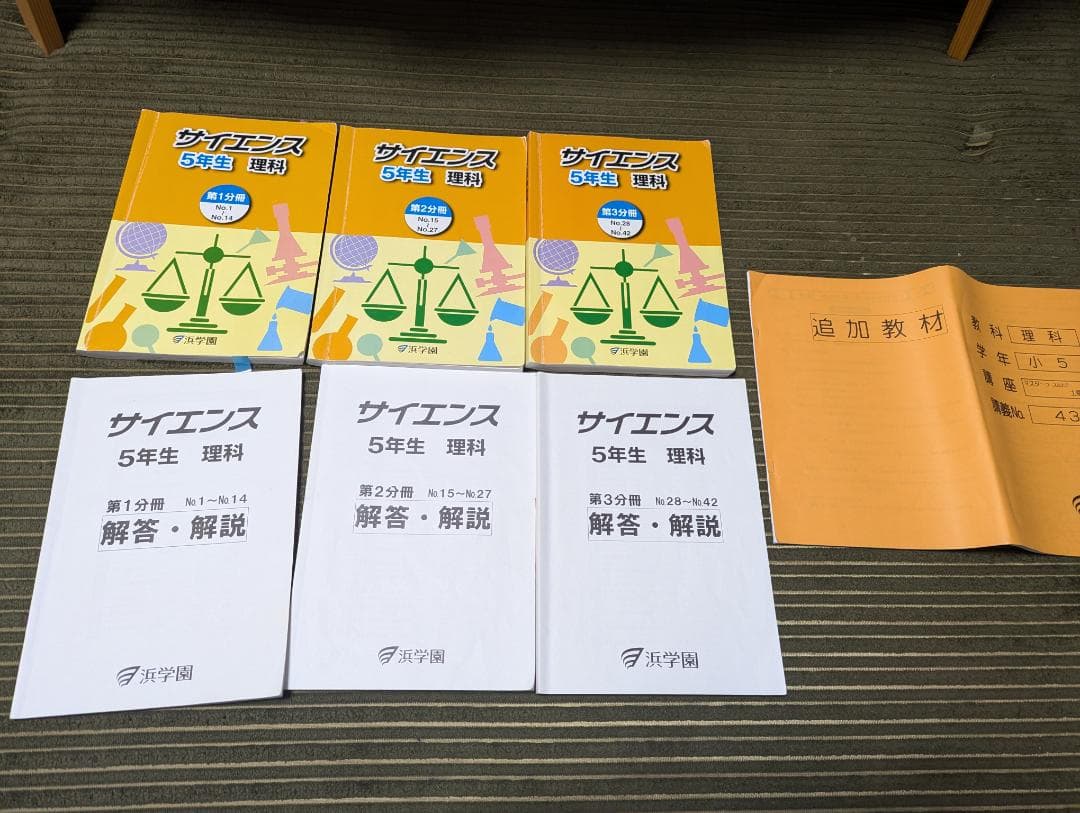 サイエンス
5年生 理科
第1分冊
No.1
~
No.14
浜学園
サイエンス
5年生 理科
第2分冊
No.15
~
No.27
浜学園
サイエンス
5年生 理科
第3分冊
No.28
~
No.42
浜学園
追加教材
教科 理科
学年 小5
講座
講義No. 43
サイエンス
5年生 理科
第1分冊 No.1~No.14
解答・解説
浜学園
サイエンス
5年生 理科
第2分冊 No.15~No.27
解答・解説
浜学園
サイエンス
5年生 理科
第3分冊 No.28~No.42
解答・解説
浜学園